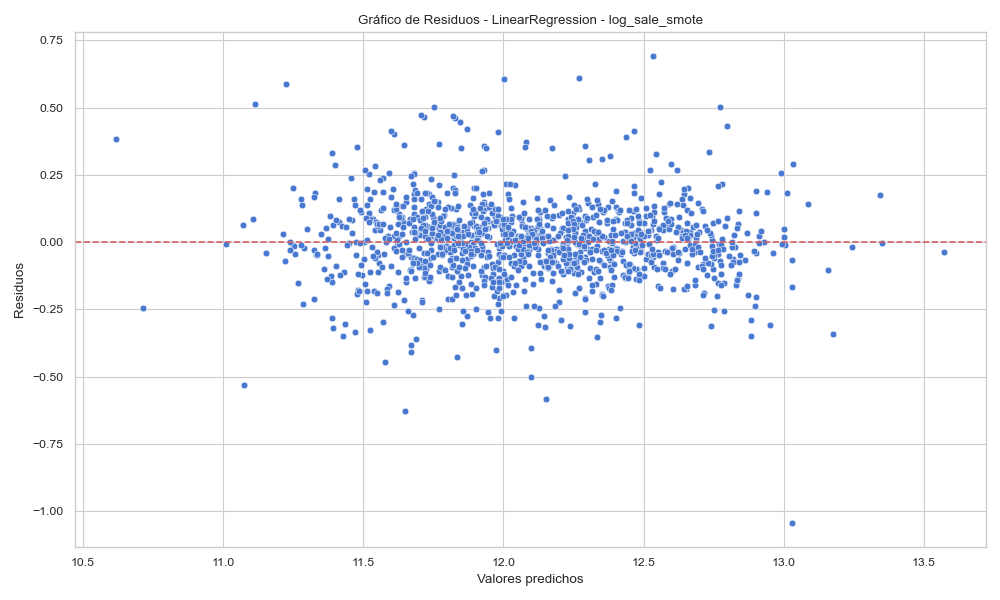 Gráfico de Residuos - LinearRegression - log_sale_smote
Residuos
0.75
0.50
0.25
0.00
−0.25
−0.50
−0.75
−1.00
10.5 11.0 11.5 12.0 12.5 13.0 13.5
Valores predichos